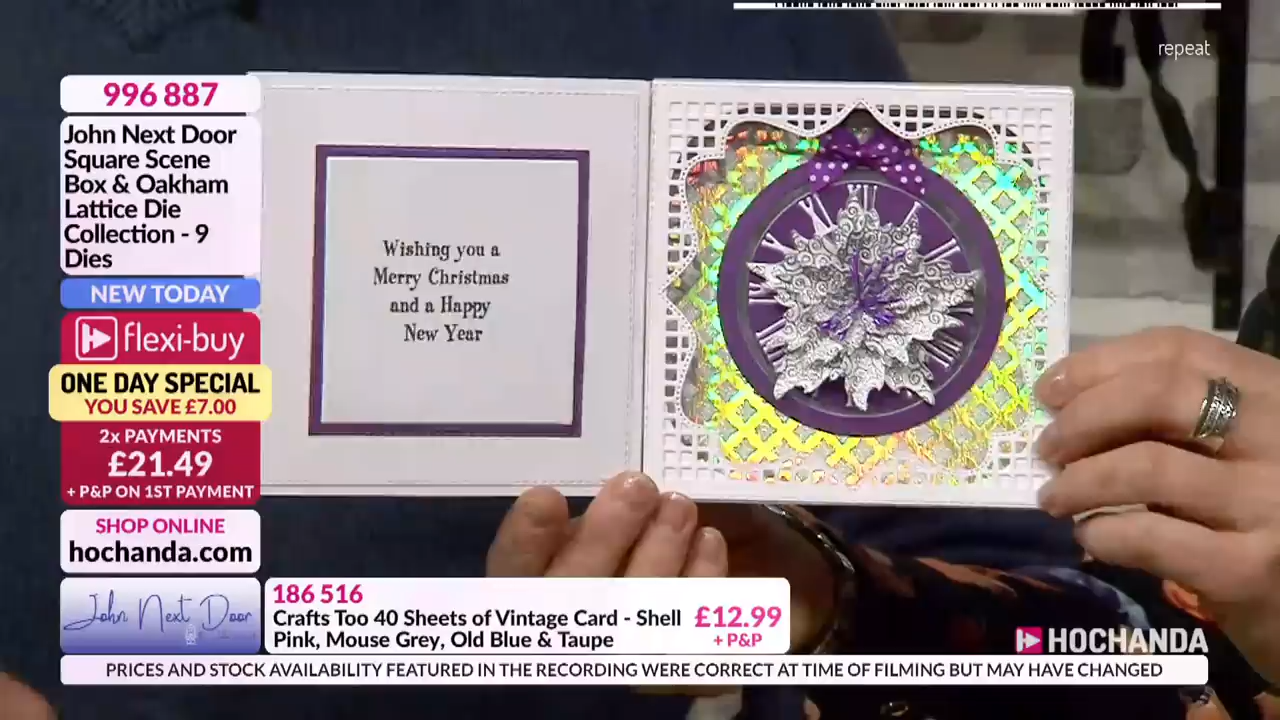 repeat
996 887
John Next Door
Square Scene
Box & Oakham
Lattice Die
Collection - 9
Dies
NEW TODAY
flexi-buy
ONE DAY SPECIAL
YOU SAVE £7.00
2x PAYMENTS
£21.49
+ P&P ON 1ST PAYMENT
SHOP ONLINE
hochanda.com
Wishing you a
Merry Christmas
and a Happy
New Year
John Next Door
186 516
Crafts Too 40 Sheets of Vintage Card - Shell
Pink, Mouse Grey, Old Blue & Taupe
£12.99
+ P&P
HOCHANDA
PRICES AND STOCK AVAILABILITY FEATURED IN THE RECORDING WERE CORRECT AT TIME OF FILMING BUT MAY HAVE CHANGED